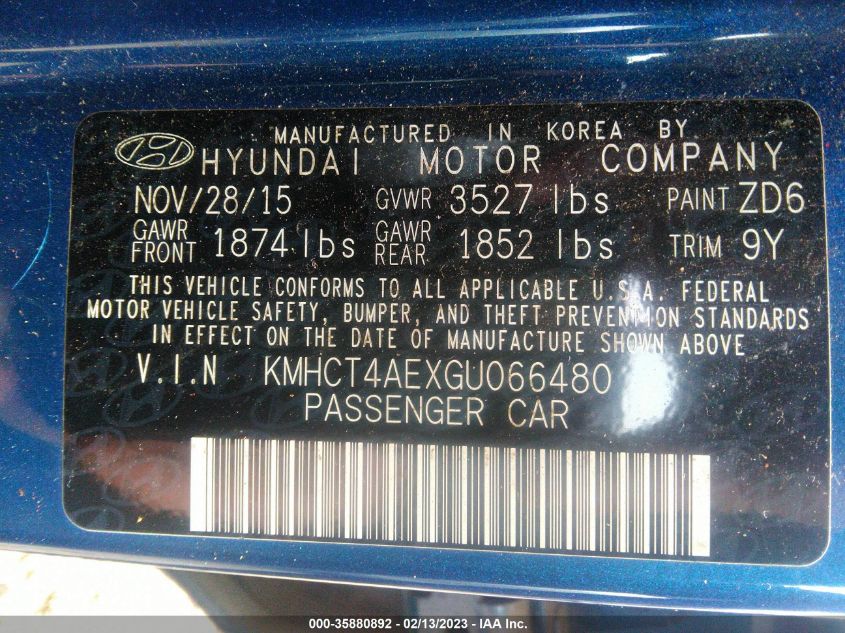 MANUFACTURED IN KOREA BY
HYUNDAI MOTOR COMPANY
NOV/28/15 GVWR 3527 lbs PAINT ZD6
GAWR FRONT 1874 lbs GAWR REAR 1852 lbs TRIM 9Y
THIS VEHICLE CONFORMS TO ALL APPLICABLE U.S.A. FEDERAL
MOTOR VEHICLE SAFETY, BUMPER, AND THEFT PREVENTION STANDARDS
IN EFFECT ON THE DATE OF MANUFACTURE SHOWN ABOVE
V.I.N KMHCT4AEXGU066480
PASSENGER CAR
000-35880892 - 02/13/2023 - IAA Inc.